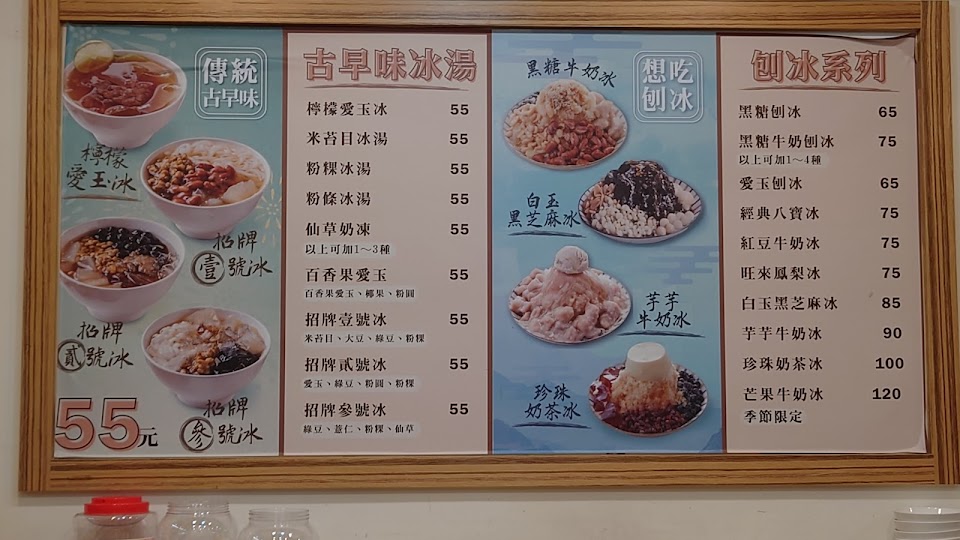 傳統
古早味
檸檬
愛玉冰
招牌
壹號冰
招牌
貳號冰
招牌
參號冰
55元
古早味冰湯
檸檬愛玉冰 55
米苔目冰湯 55
粉粿冰湯 55
粉條冰湯 55
仙草奶凍 55
以上可加1～3種
百香果愛玉 55
百香果愛玉、椰果、粉圓
招牌壹號冰 55
米苔目、大豆、綠豆、粉粿
招牌貳號冰 55
愛玉、綠豆、粉圓、粉粿
招牌參號冰 55
綠豆、薏仁、粉粿、仙草
想吃
刨冰
黑糖牛奶冰
白玉
黑芝麻冰
芋芋
牛奶冰
珍珠
奶茶冰
刨冰系列
黑糖刨冰 65
黑糖牛奶刨冰 75
以上可加1～4種
愛玉刨冰 65
經典八寶冰 75
紅豆牛奶冰 75
旺來鳳梨冰 75
白玉黑芝麻冰 85
芋芋牛奶冰 90
珍珠奶茶冰 100
芒果牛奶冰 120
季節限定